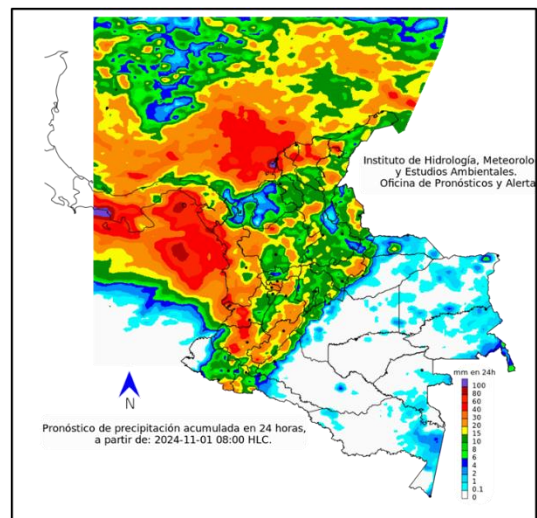 Instituto de Hidrología, Meteorolo
y Estudios Ambientales.
Oficina de Pronósticos y Alerta
N
Pronóstico de precipitación acumulada en 24 horas,
a partir de: 2024-11-01 08:00 HLC.
mm en 24h
100
80
60
40
30
20
15
10
8
6
4
2
1
0.1
0